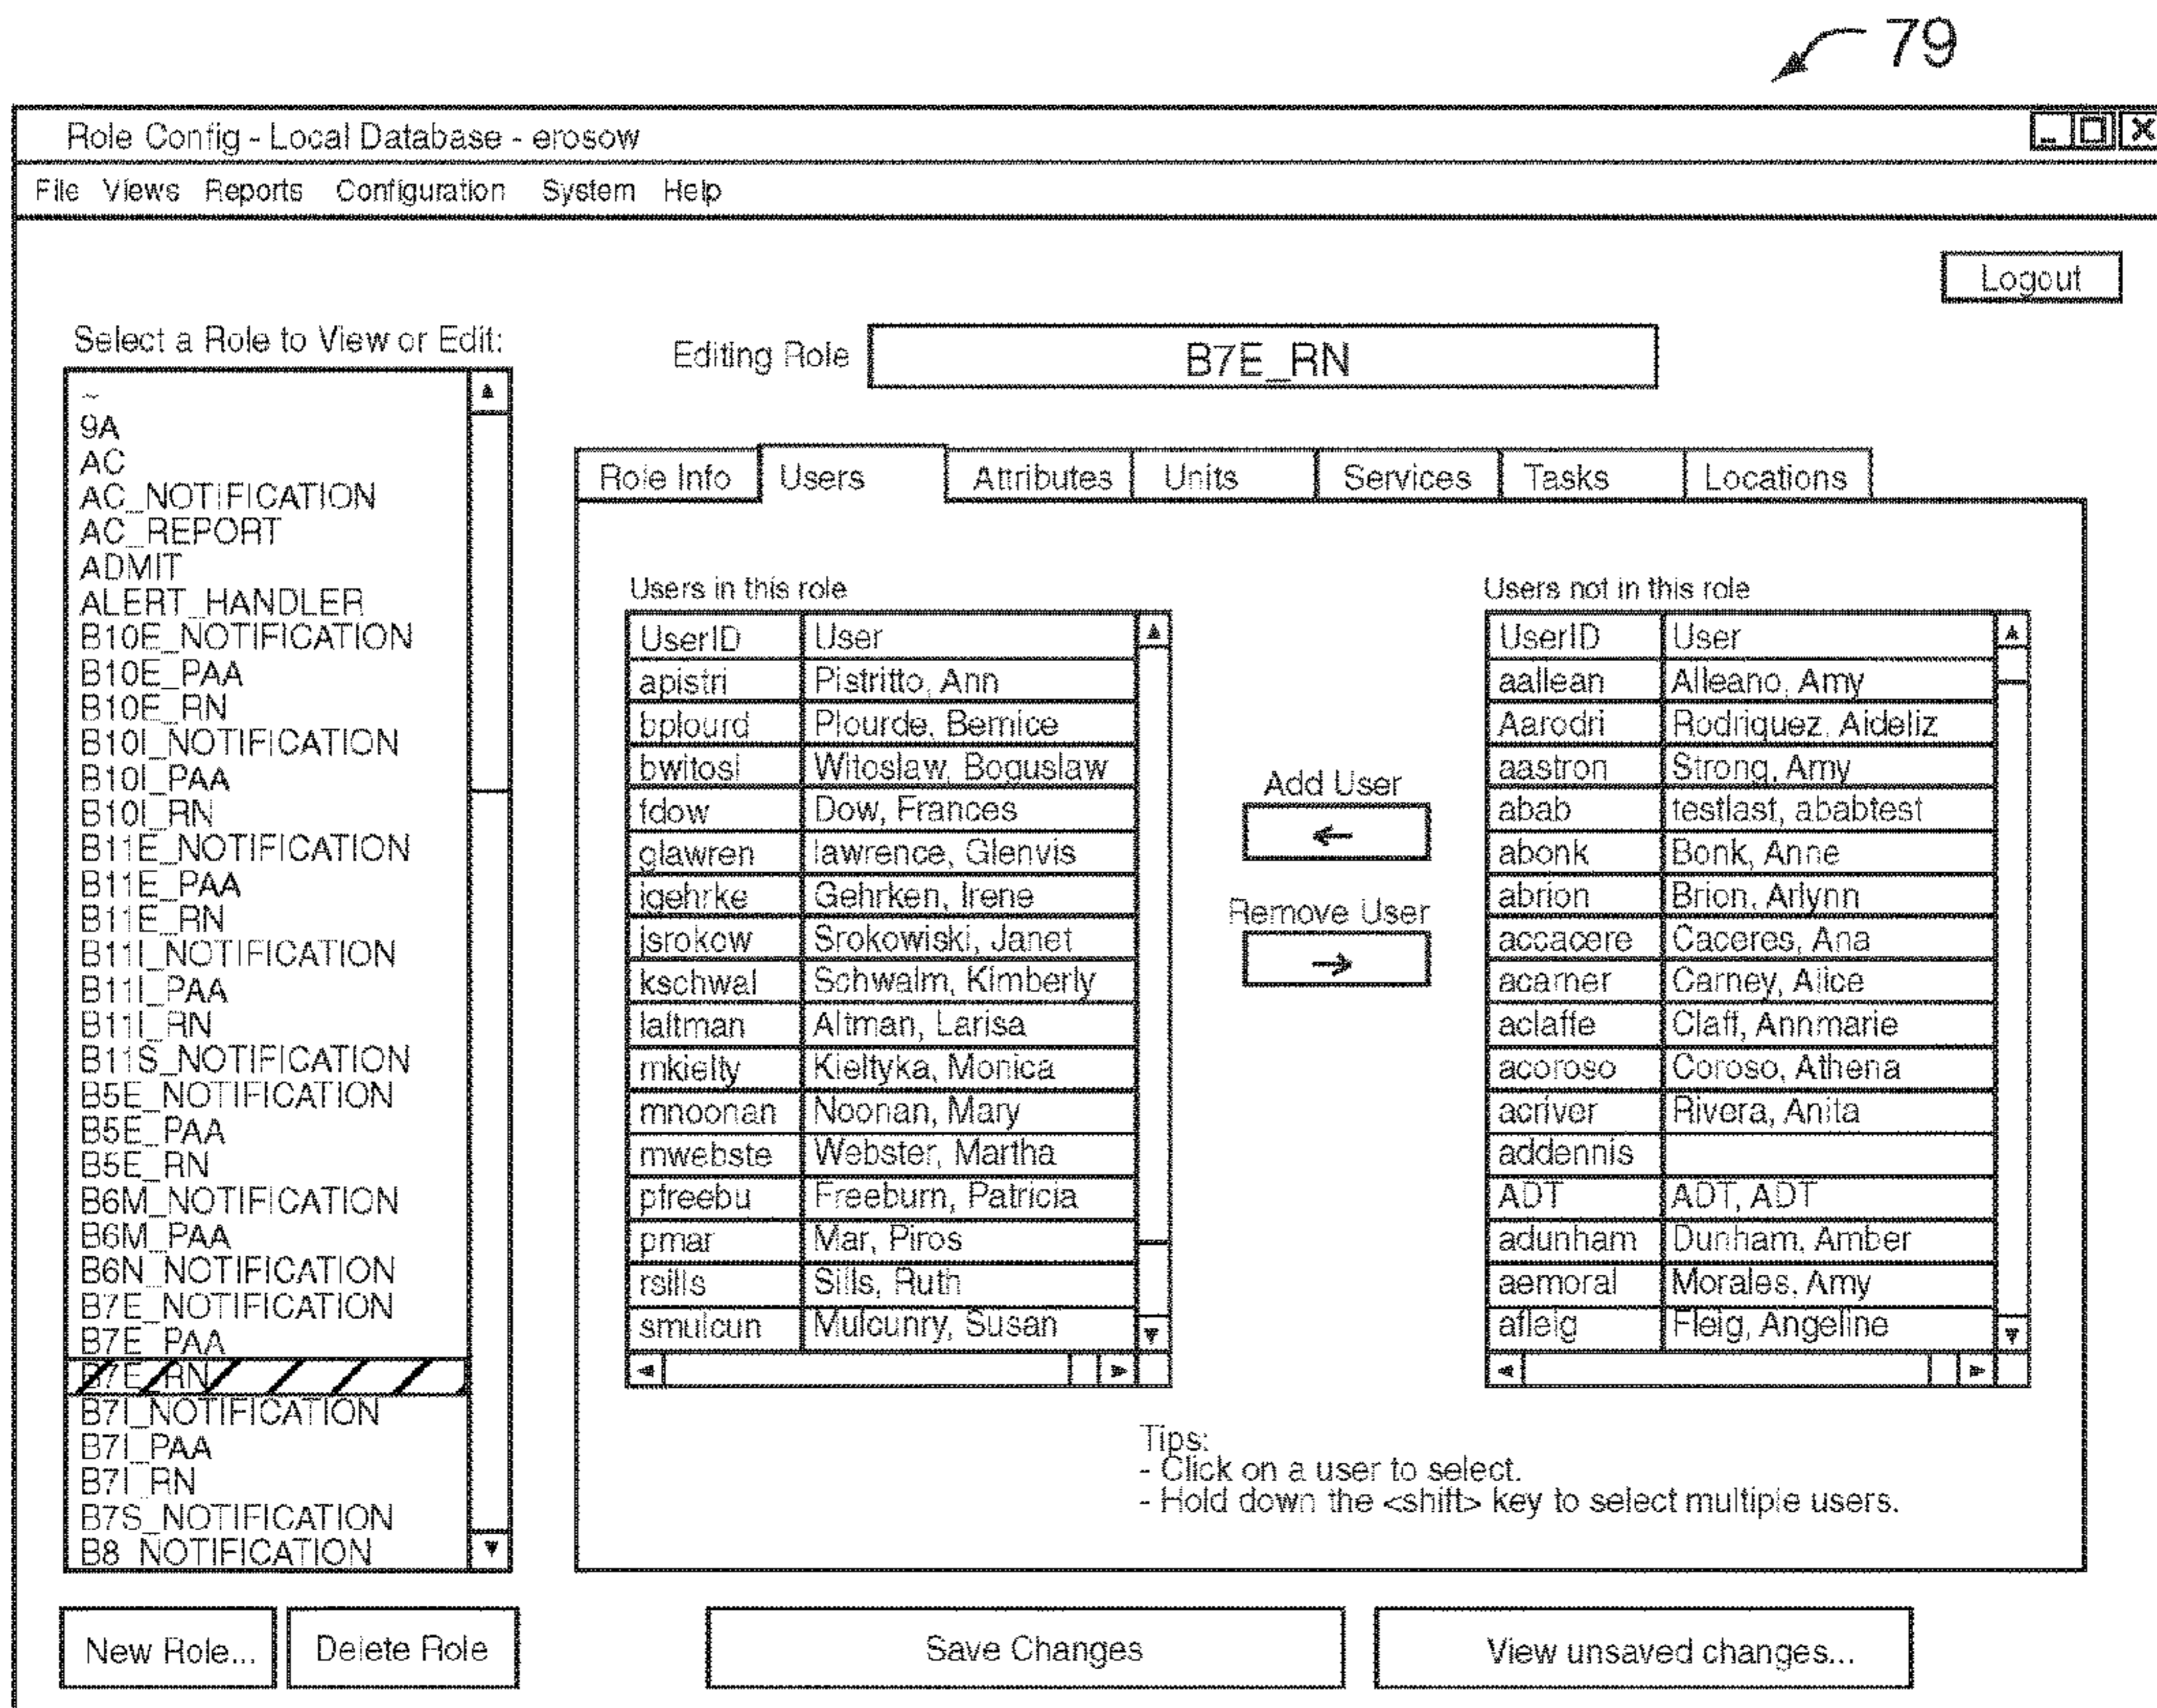 79
Role Config - Local Database - erosow
File Views Reports Configuration System Help
Logout
Select a Role to View or Edit:
Editing Role B7E_RN
~
9A
AC
AC_NOTIFICATION
AC_REPORT
ADMIT
ALERT_HANDLER
B10E_NOTIFICATION
B10E_PAA
B10E_RN
B10I_NOTIFICATION
B10I_PAA
B10I_RN
B11E_NOTIFICATION
B11E_PAA
B11E_RN
B11I_NOTIFICATION
B11I_PAA
B11I_RN
B11S_NOTIFICATION
B5E_NOTIFICATION
B5E_PAA
B5E_RN
B6M_NOTIFICATION
B6M_PAA
B6N_NOTIFICATION
B7E_NOTIFICATION
B7E_PAA
B7E_RN
B7I_NOTIFICATION
B7I_PAA
B7I_RN
B7S_NOTIFICATION
B8_NOTIFICATION
New Role... Delete Role
Role Info Users Attributes Units Services Tasks Locations
Users in this role
UserID User
apistri Pistritto, Ann
bplourd Plourde, Bernice
bwitosl Witoslaw, Boguslaw
fdow Dow, Frances
glawren lawrence, Glenvis
igehrke Gehrken, Irene
jsrokow Srokowiski, Janet
kschwal Schwalm, Kimberly
laltman Altman, Larisa
mkielty Kieltyka, Monica
mnoonan Noonan, Mary
mwebste Webster, Martha
pfreebu Freeburn, Patricia
pmar Mar, Piros
rsills Sills, Ruth
smulcun Mulcunry, Susan
Add User
←
Remove User
→
Users not in this role
UserID User
aallean Alleano, Amy
Aarodri Rodriquez, Aideliz
aastron Strong, Amy
abab testlast, ababtest
abonk Bonk, Anne
abrion Brion, Arlynn
accacere Caceres, Ana
acarner Carney, Alice
aclaffe Claff, Annmarie
acoroso Coroso, Athena
acriver Rivera, Anita
addennis
ADT ADT, ADT
adunham Dunham, Amber
aemoral Morales, Amy
afleig Fleig, Angeline
Tips:
- Click on a user to select.
- Hold down the <shift> key to select multiple users.
Save Changes View unsaved changes...